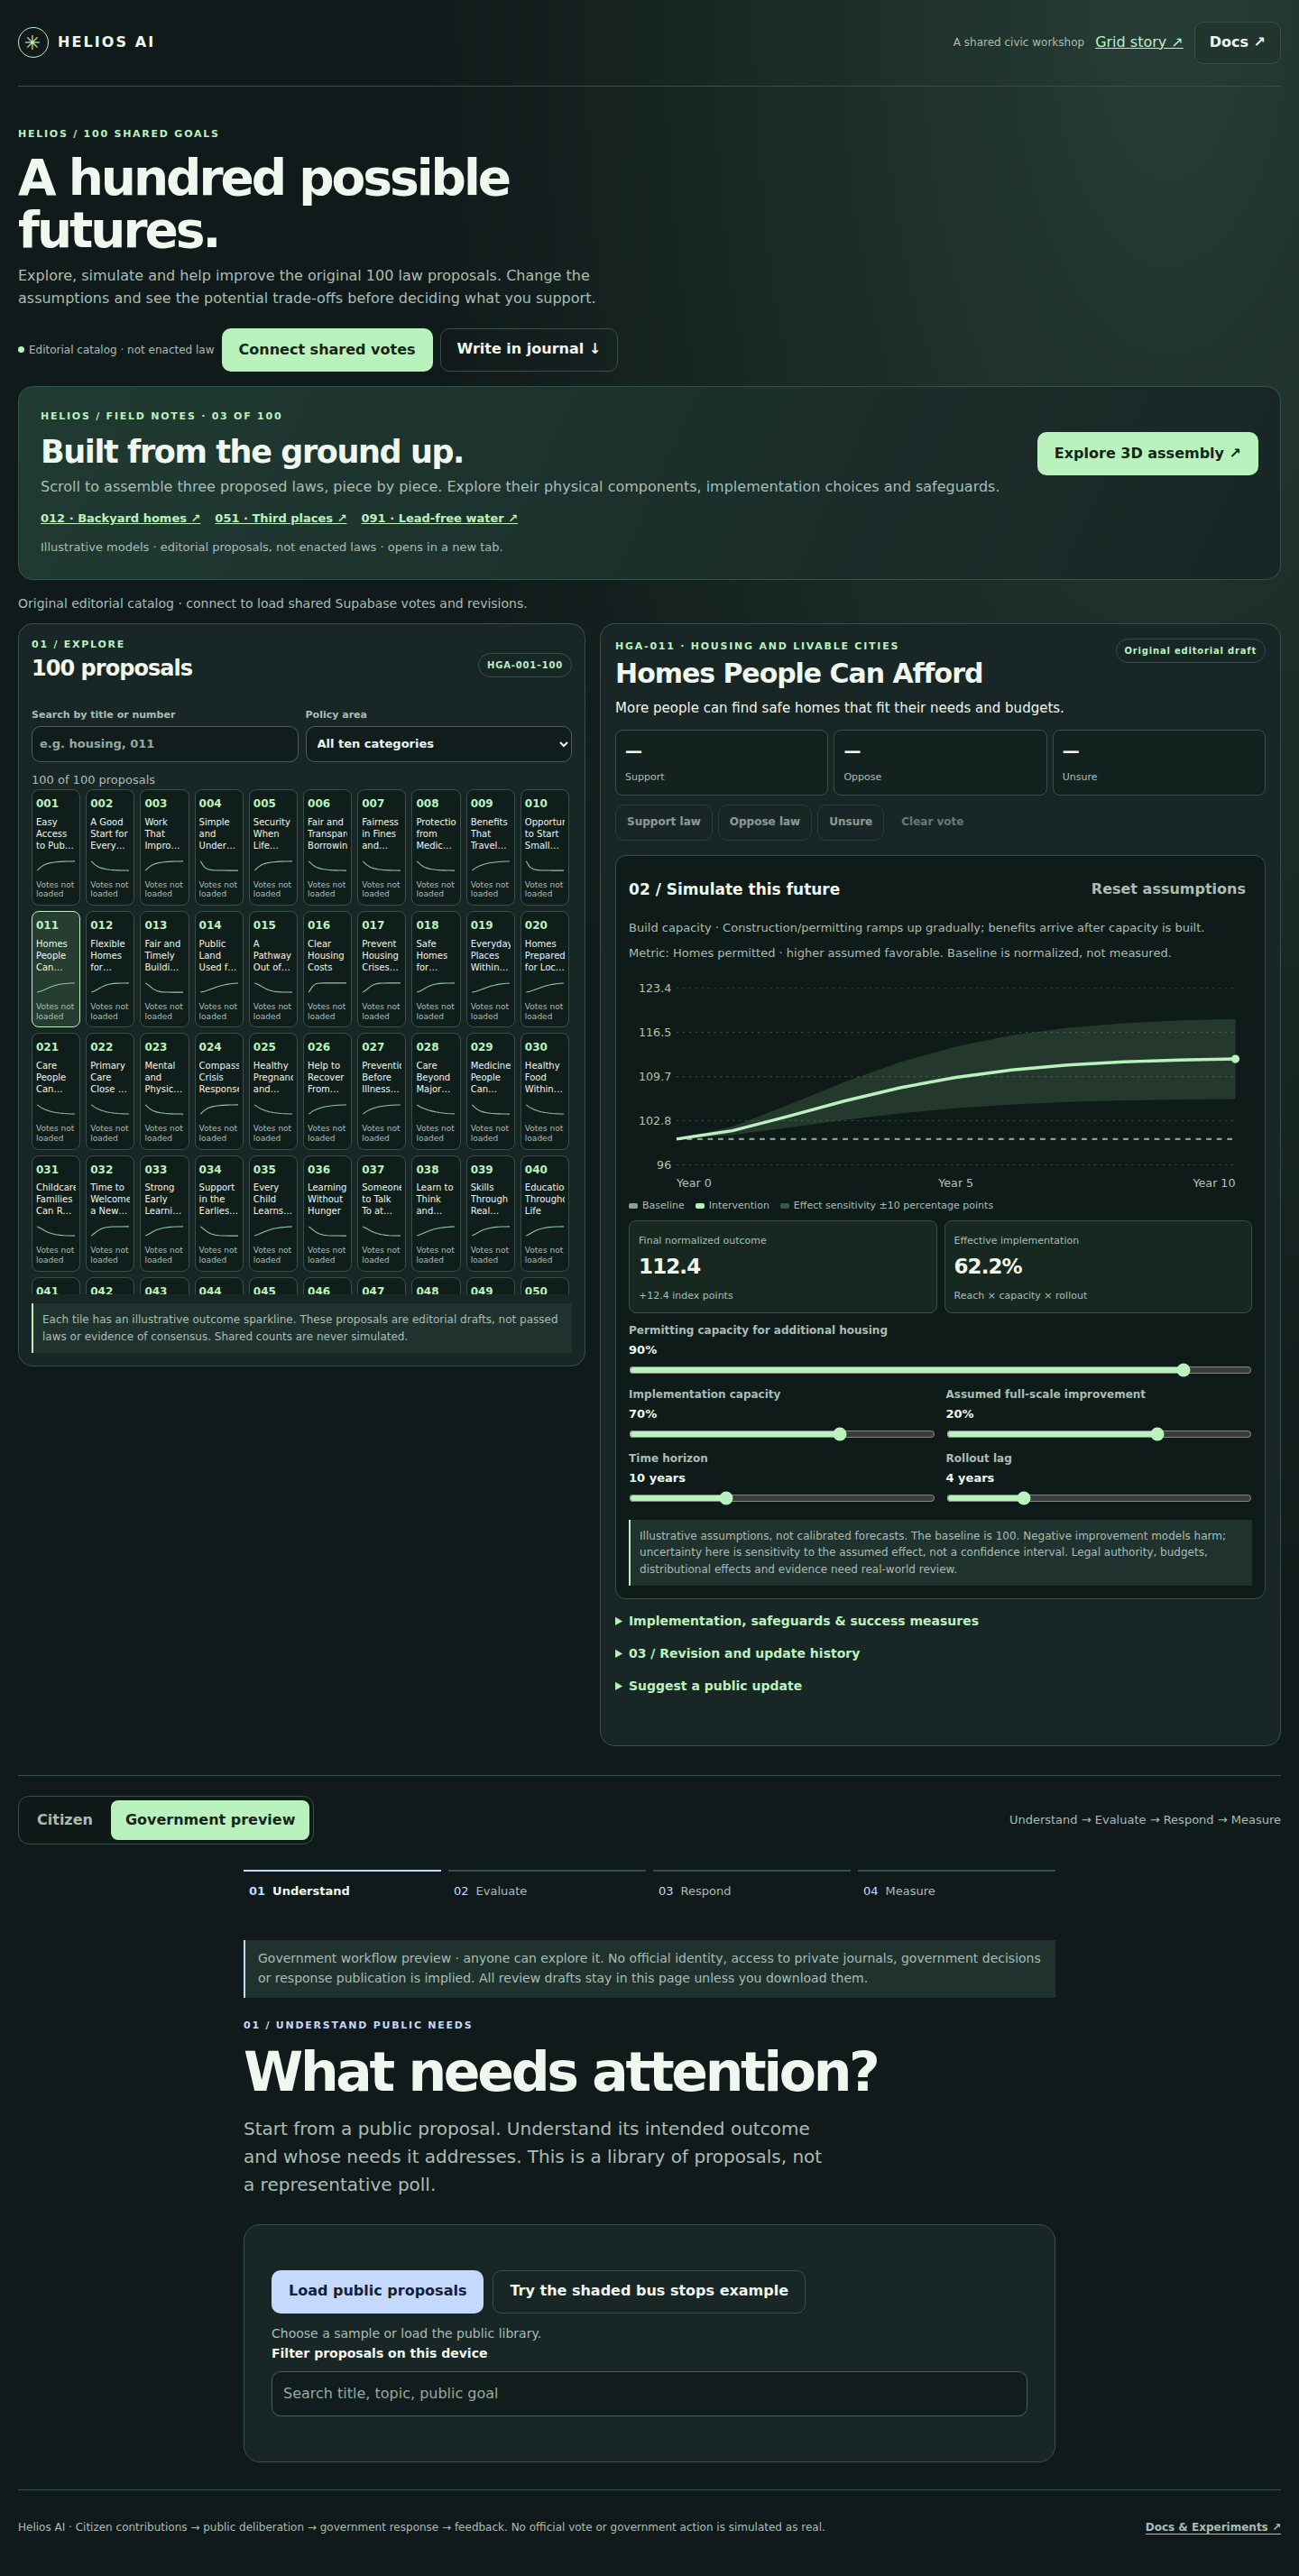 HELIOS AI
A shared civic workshop Grid story ↗ Docs ↗
HELIOS / 100 SHARED GOALS
A hundred possible
futures.
Explore, simulate and help improve the original 100 law proposals. Change the
assumptions and see the potential trade-offs before deciding what you support.
Editorial catalog · not enacted law Connect shared votes Write in journal ↓
HELIOS / FIELD NOTES · 03 OF 100
Built from the ground up.
Explore 3D assembly ↗
Scroll to assemble three proposed laws, piece by piece. Explore their physical components, implementation choices and safeguards.
012 · Backyard homes ↗ 051 · Third places ↗ 091 · Lead-free water ↗
Illustrative models · editorial proposals, not enacted laws · opens in a new tab.
Original editorial catalog · connect to load shared Supabase votes and revisions.
01 / EXPLORE
100 proposals
HGA-001–100
Search by title or number Policy area
e.g. housing, 011 All ten categories
100 of 100 proposals
001 002 003 004 005 006 007 008 009 010
Easy A Good Work Simple Security Fair and Fairness Protectio Benefits Opportun
Access Start for That and When Transpar in Fines from That to Start
to Pub… Every… Impro… Under… Life… Borrowin and… Medic… Travel… Small…
Votes not Votes not Votes not Votes not Votes not Votes not Votes not Votes not Votes not Votes not
loaded loaded loaded loaded loaded loaded loaded loaded loaded loaded
011 012 013 014 015 016 017 018 019 020
Homes Flexible Fair and Public A Clear Prevent Safe Everyday Homes
People Homes Timely Land Pathway Housing Housing Homes Places Prepared
Can… for… Buildi… Used f… Out of… Costs Crises… for… Within… for Loc…
Votes not Votes not Votes not Votes not Votes not Votes not Votes not Votes not Votes not Votes not
loaded loaded loaded loaded loaded loaded loaded loaded loaded loaded
021 022 023 024 025 026 027 028 029 030
Care Primary Mental Compass Healthy Help to Preventio Care Medicine Healthy
People Care and Crisis Pregnanc Recover Before Beyond People Food
Can… Close … Physic… Response and… From… Illness… Major… Can… Within…
Votes not Votes not Votes not Votes not Votes not Votes not Votes not Votes not Votes not Votes not
loaded loaded loaded loaded loaded loaded loaded loaded loaded loaded
031 032 033 034 035 036 037 038 039 040
Childcare Time to Strong Support Every Learning Someone Learn to Skills Educatio
Families Welcome Early in the Child Without to Talk Think Through Througho
Can R… a New… Learni… Earlies… Learns… Hunger To at… and… Real… Life
Votes not Votes not Votes not Votes not Votes not Votes not Votes not Votes not Votes not Votes not
loaded loaded loaded loaded loaded loaded loaded loaded loaded loaded
041 042 043 044 045 046 047 048 049 050
Each tile has an illustrative outcome sparkline. These proposals are editorial drafts, not passed
laws or evidence of consensus. Shared counts are never simulated.
HGA-011 · HOUSING AND LIVABLE CITIES
Original editorial draft
Homes People Can Afford
More people can find safe homes that fit their needs and budgets.
— — —
Support Oppose Unsure
Support law Oppose law Unsure Clear vote
02 / Simulate this future Reset assumptions
Build capacity · Construction/permitting ramps up gradually; benefits arrive after capacity is built.
Metric: Homes permitted · higher assumed favorable. Baseline is normalized, not measured.
123.4
116.5
109.7
102.8
96
Year 0 Year 5 Year 10
Baseline Intervention Effect sensitivity ±10 percentage points
Final normalized outcome Effective implementation
112.4 62.2%
+12.4 index points Reach × capacity × rollout
Permitting capacity for additional housing
90%
Implementation capacity Assumed full-scale improvement
70% 20%
Time horizon Rollout lag
10 years 4 years
Illustrative assumptions, not calibrated forecasts. The baseline is 100. Negative improvement models harm;
uncertainty here is sensitivity to the assumed effect, not a confidence interval. Legal authority, budgets,
distributional effects and evidence need real-world review.
▶ Implementation, safeguards & success measures
▶ 03 / Revision and update history
▶ Suggest a public update
Citizen Government preview Understand → Evaluate → Respond → Measure
01 Understand 02 Evaluate 03 Respond 04 Measure
Government workflow preview · anyone can explore it. No official identity, access to private journals, government decisions
or response publication is implied. All review drafts stay in this page unless you download them.
01 / UNDERSTAND PUBLIC NEEDS
What needs attention?
Start from a public proposal. Understand its intended outcome
and whose need it addresses. This is a library of proposals, not
a representative poll.
Load public proposals Try the shaded bus stops example
Choose a sample or load the public library.
Filter proposals on this device
Search title, topic, public goal
Helios AI · Citizen contributions → public deliberation → government response → feedback. No official vote or government action is simulated as real.
Docs & Experiments ↗